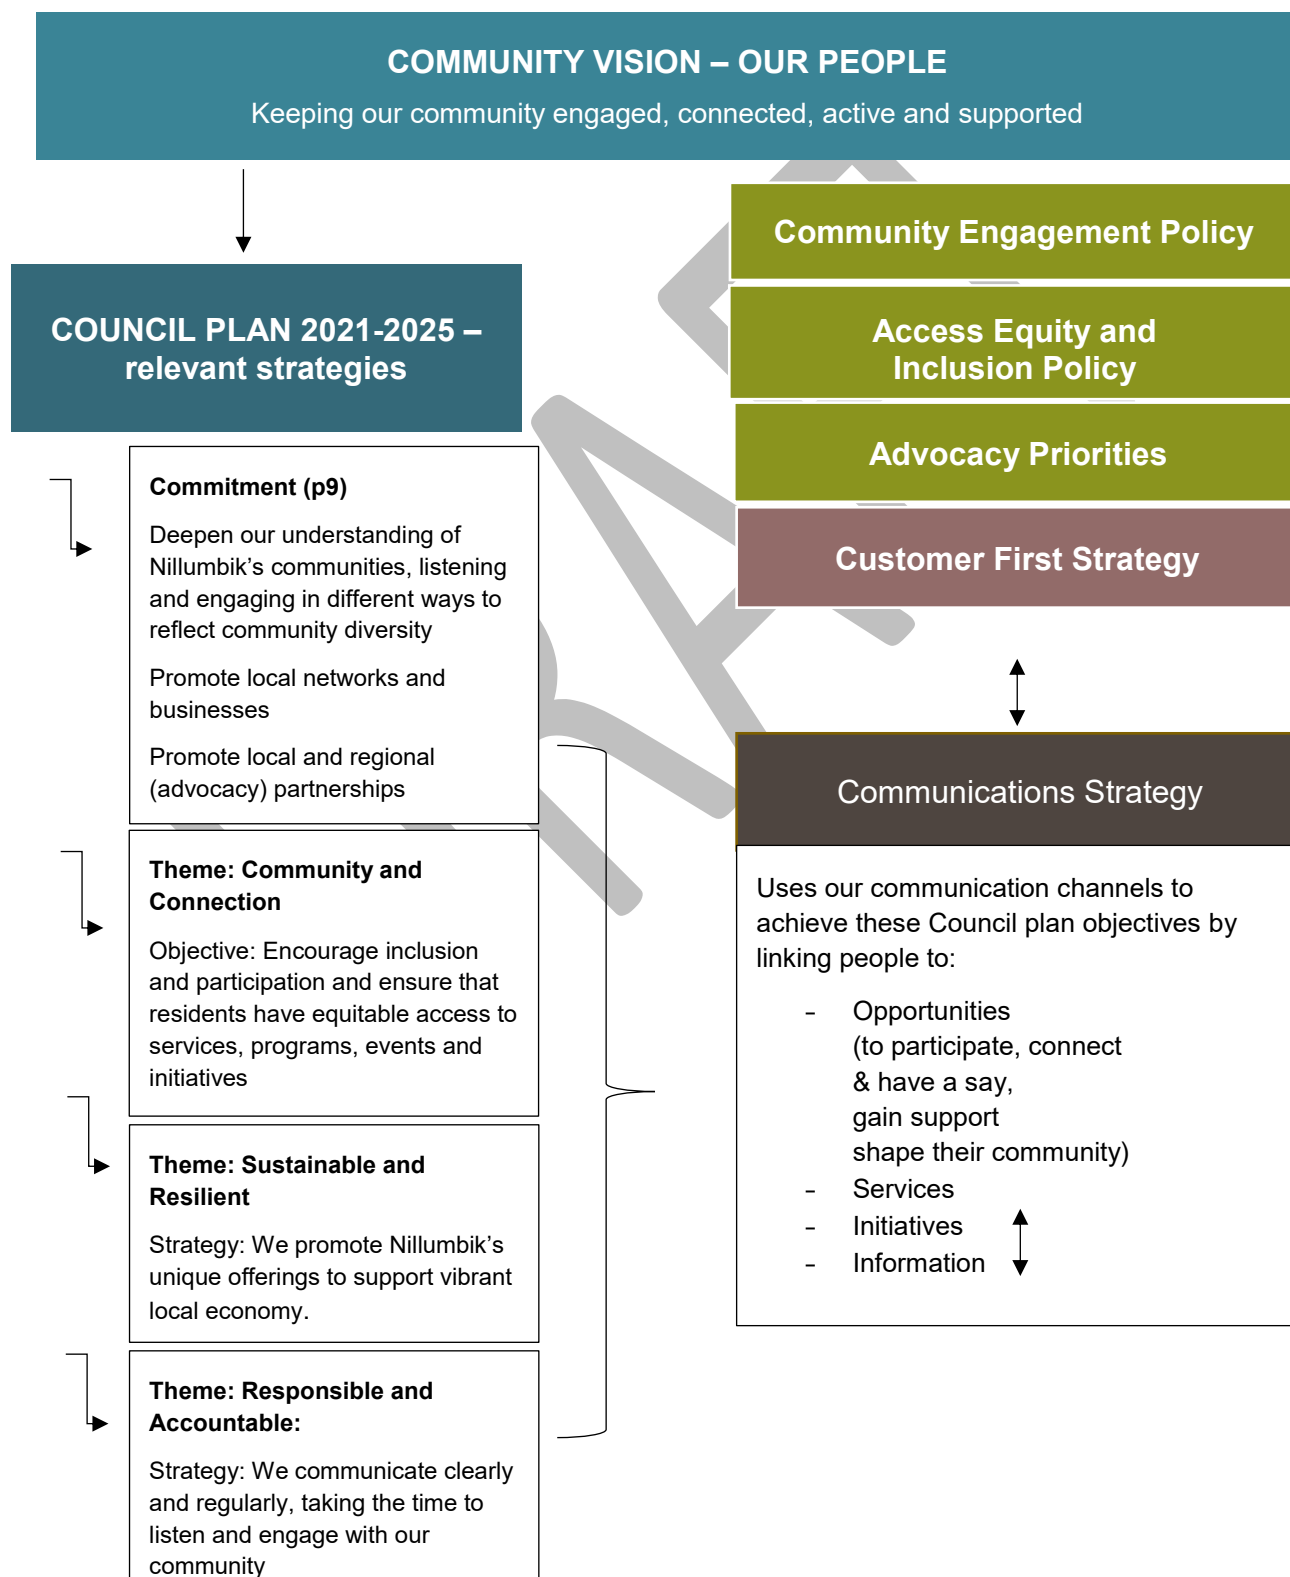 COMMUNITY VISION – OUR PEOPLE
Keeping our community engaged, connected, active and supported
COUNCIL PLAN 2021-2025 –
relevant strategies
Commitment (p9)
Deepen our understanding of
Nillumbik’s communities, listening
and engaging in different ways to
reflect community diversity
Promote local networks and
businesses
Promote local and regional
(advocacy) partnerships
Theme: Community and
Connection
Objective: Encourage inclusion
and participation and ensure that
residents have equitable access to
services, programs, events and
initiatives
Theme: Sustainable and
Resilient
Strategy: We promote Nillumbik’s
unique offerings to support vibrant
local economy.
Theme: Responsible and
Accountable:
Strategy: We communicate clearly
and regularly, taking the time to
listen and engage with our
community
Community Engagement Policy
Access Equity and
Inclusion Policy
Advocacy Priorities
Customer First Strategy
Communications Strategy
Uses our communication channels to
achieve these Council plan objectives by
linking people to:
- Opportunities
(to participate, connect
& have a say,
gain support
shape their community)
- Services
- Initiatives
- Information